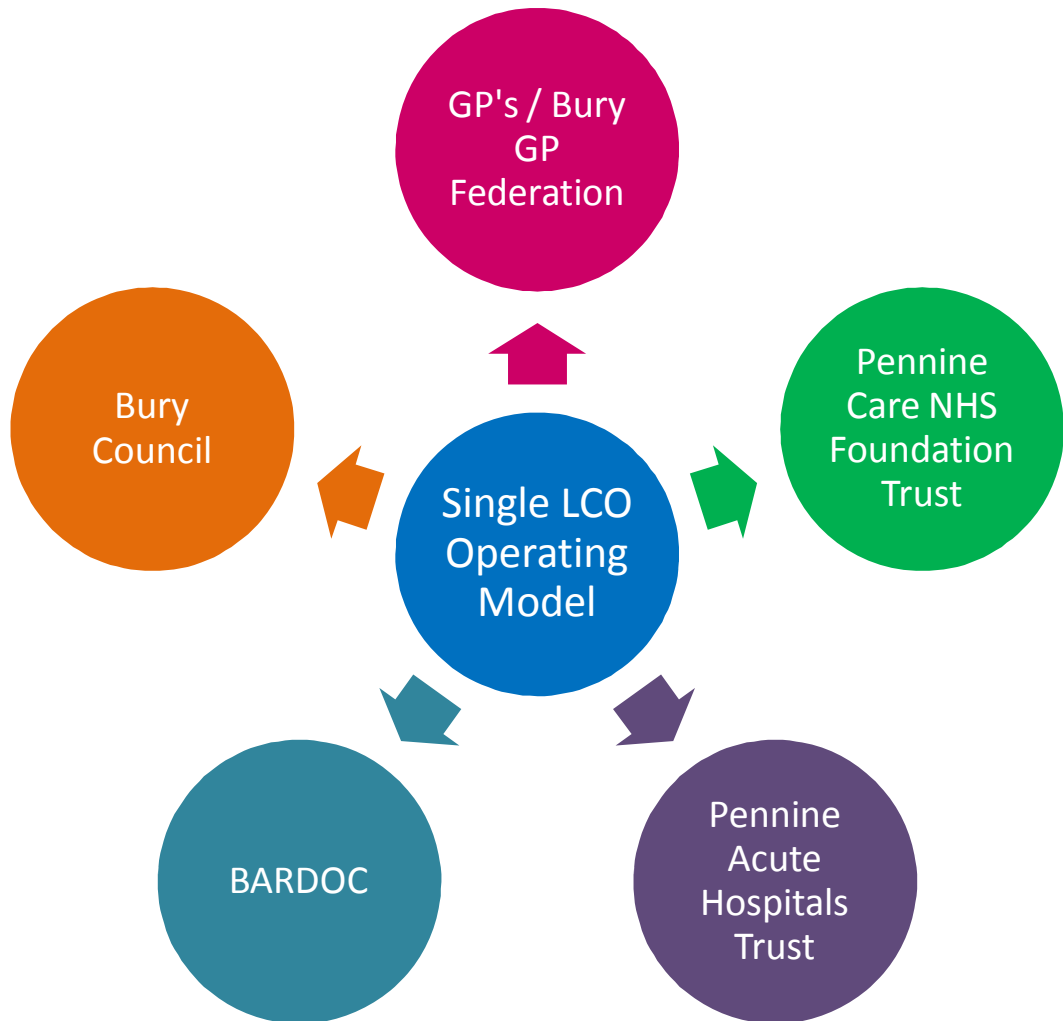 GP's / Bury
GP
Federation
Bury
Council
Pennine
Care NHS
Foundation
Trust
Single LCO
Operating
Model
BARDOC
Pennine
Acute
Hospitals
Trust